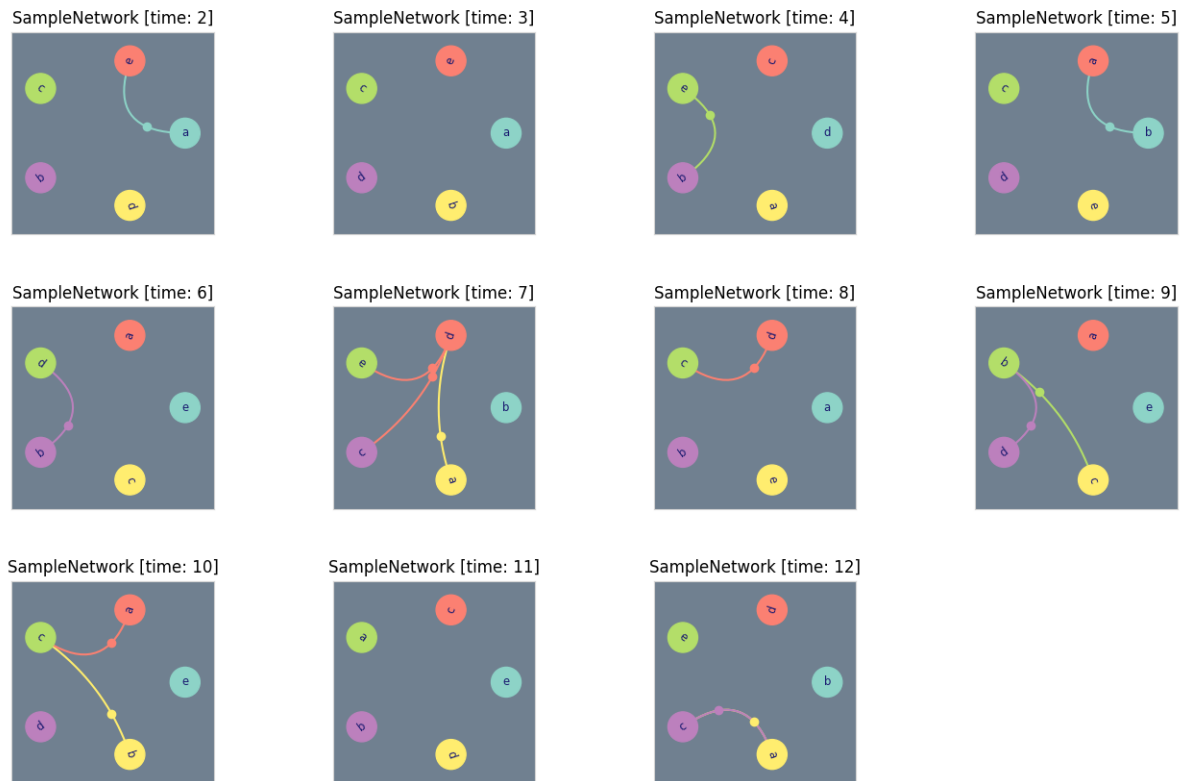 SampleNetwork [time: 2]
e
c
a
b
d
SampleNetwork [time: 3]
e
c
a
d
b
SampleNetwork [time: 4]
c
e
d
b
a
SampleNetwork [time: 5]
a
c
b
d
e
SampleNetwork [time: 6]
a
d
e
b
c
SampleNetwork [time: 7]
d
e
b
c
a
SampleNetwork [time: 8]
d
c
a
b
e
SampleNetwork [time: 9]
a
b
e
d
c
SampleNetwork [time: 10]
a
c
e
d
b
SampleNetwork [time: 11]
c
a
e
b
d
SampleNetwork [time: 12]
d
e
b
c
a